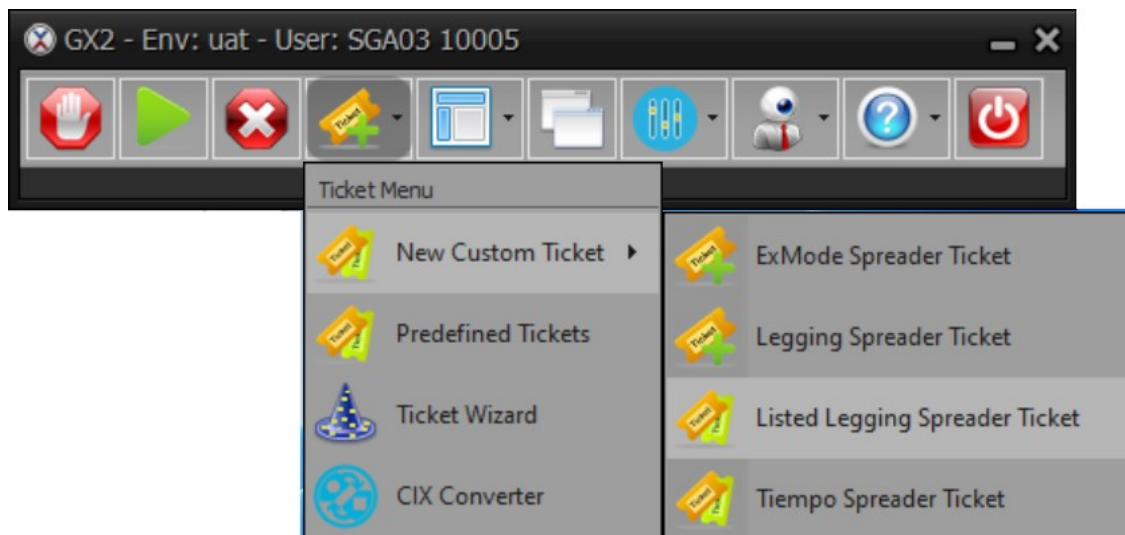 GX2 - Env: uat - User: SGA03 10005
Ticket
Ticket Menu
New Custom Ticket
Predefined Tickets
Ticket Wizard
CIX Converter
ExMode Spreader Ticket
Legging Spreader Ticket
Listed Legging Spreader Ticket
Tiempo Spreader Ticket